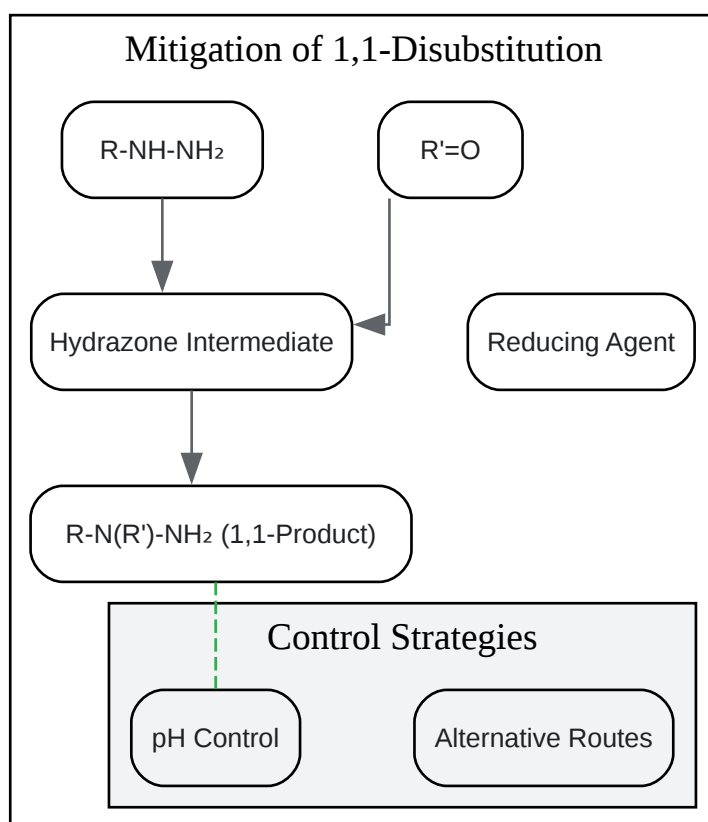 Mitigation of 1,1-Disubstitution
R-NH-NH₂
R'=O
Hydrazone Intermediate
Reducing Agent
R-N(R')-NH₂ (1,1-Product)
Control Strategies
pH Control
Alternative Routes